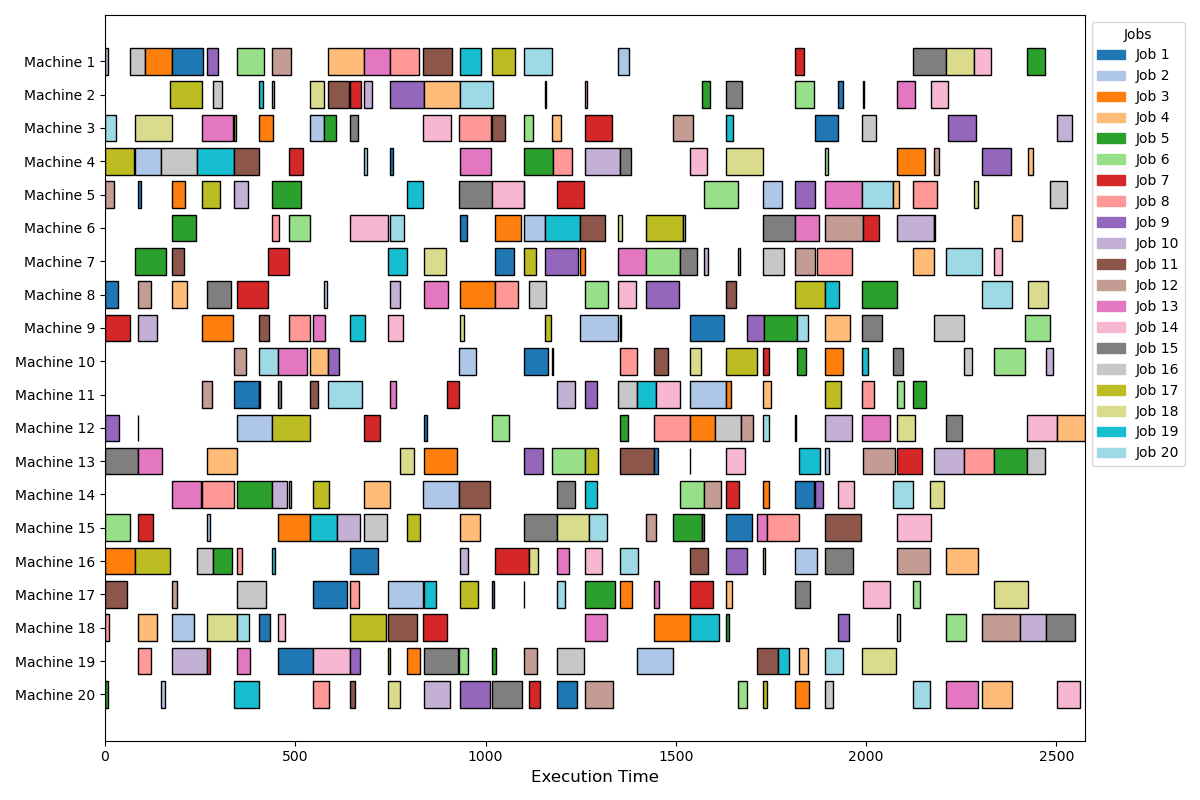 Machine 1
Machine 2
Machine 3
Machine 4
Machine 5
Machine 6
Machine 7
Machine 8
Machine 9
Machine 10
Machine 11
Machine 12
Machine 13
Machine 14
Machine 15
Machine 16
Machine 17
Machine 18
Machine 19
Machine 20
0 500 1000 1500 2000 2500
Execution Time
Jobs
Job 1
Job 2
Job 3
Job 4
Job 5
Job 6
Job 7
Job 8
Job 9
Job 10
Job 11
Job 12
Job 13
Job 14
Job 15
Job 16
Job 17
Job 18
Job 19
Job 20